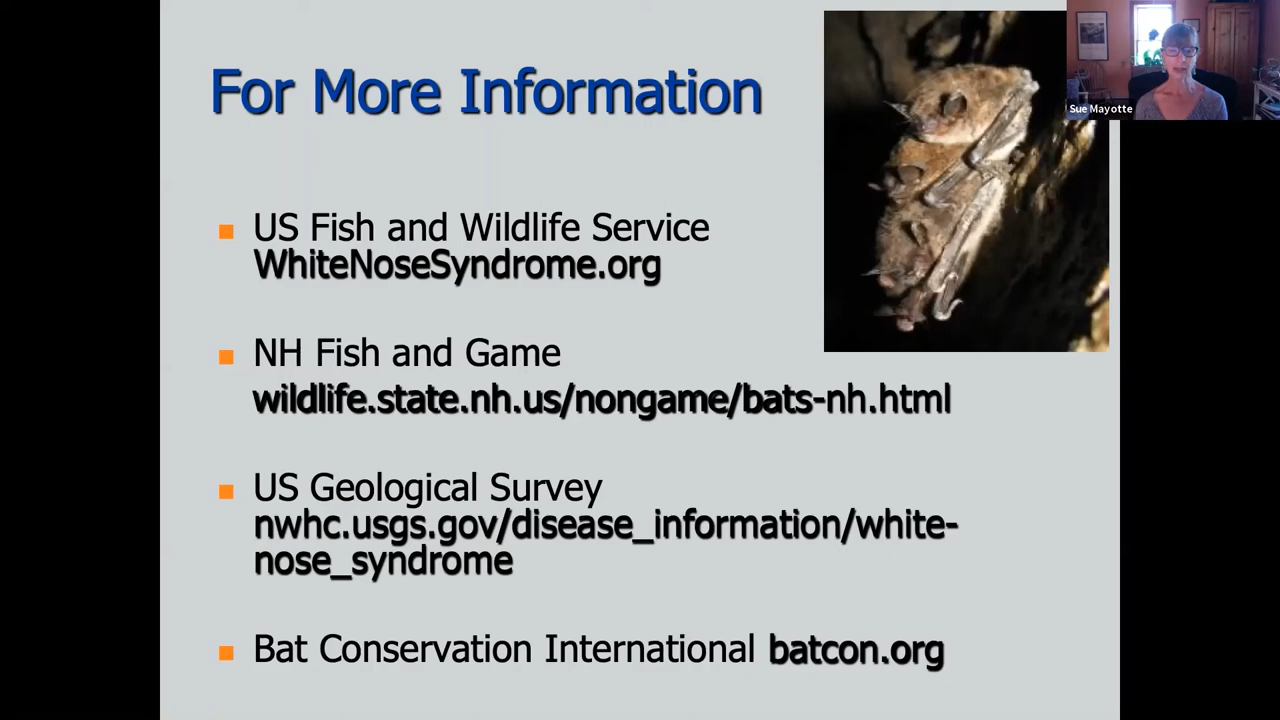 For More Information
Sue Mayotte
US Fish and Wildlife Service
WhiteNoseSyndrome.org
NH Fish and Game
wildlife.state.nh.us/nongame/bats-nh.html
US Geological Survey
nwhc.usgs.gov/disease_information/white-
nose_syndrome
Bat Conservation International batcon.org